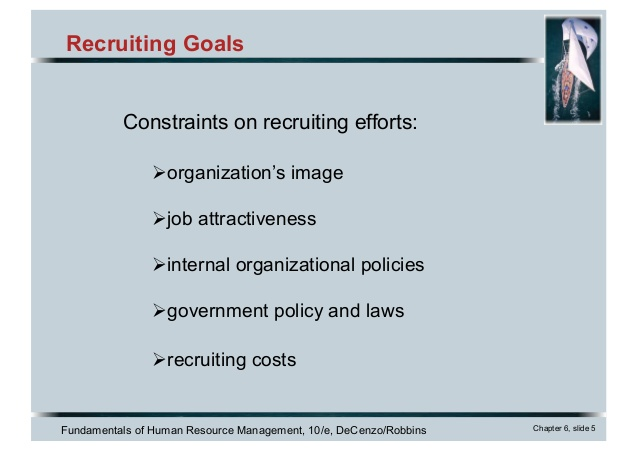 Recruiting Goals
Constraints on recruiting efforts:
➢organization’s image
➢job attractiveness
➢internal organizational policies
➢government policy and laws
➢recruiting costs
Fundamentals of Human Resource Management, 10/e, DeCenzo/Robbins
Chapter 6, slide 5